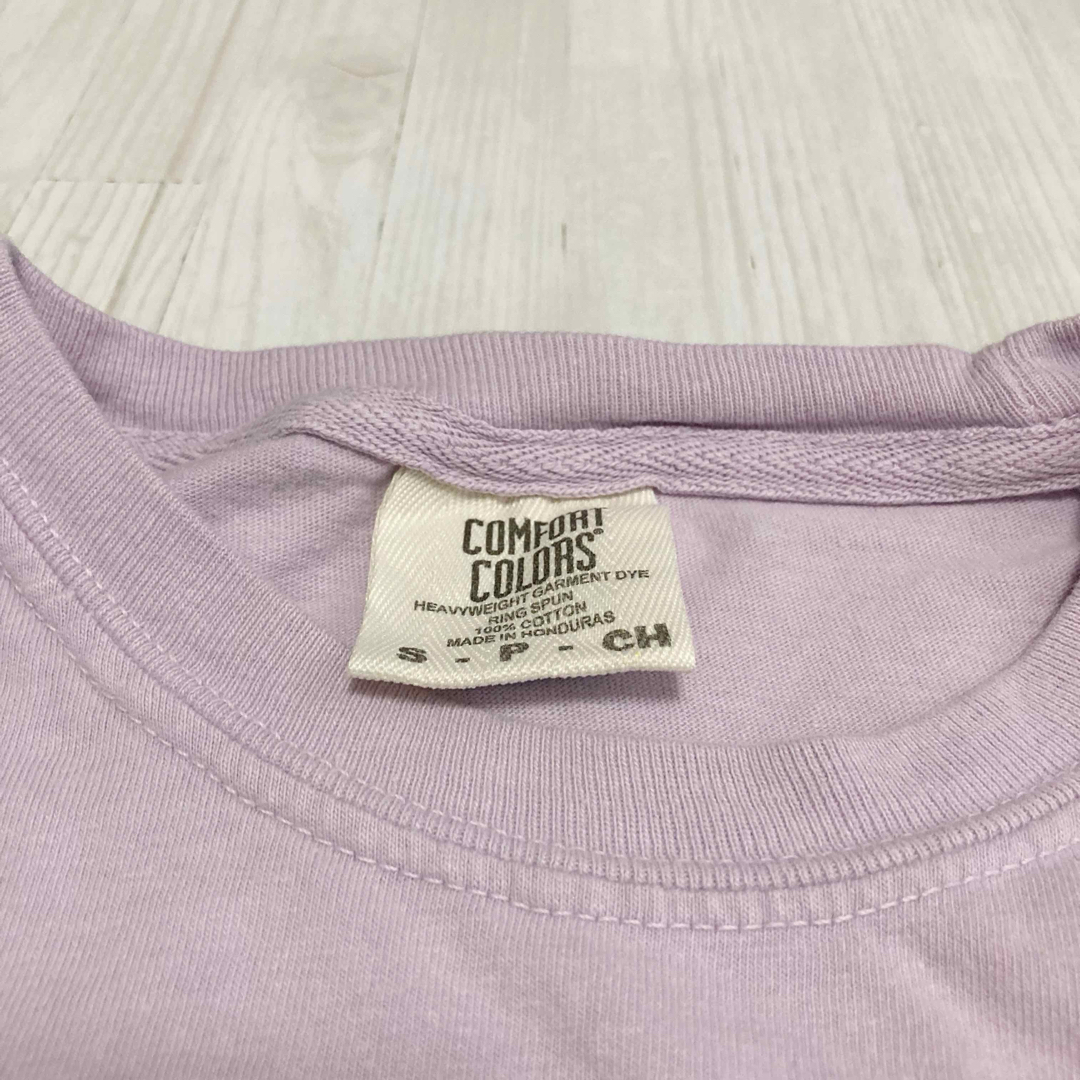 COMFORT
COLORS®
HEAVYWEIGHT GARMENT DYE
RING SPUN
100% COTTON
MADE IN HONDURAS
S - P - CH